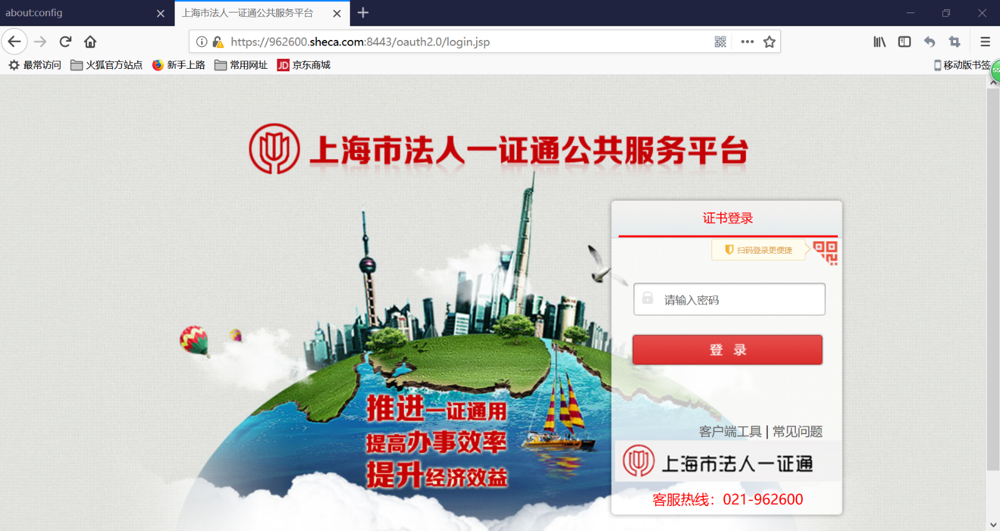 about:config
上海市法人一证通公共服务平台
https://962600.sheca.com:8443/oauth2.0/login.jsp
最常访问 火狐官方站点 新手上路 常用网址 JD 京东商城 移动版书签
55
上海市法人一证通公共服务平台
证书登录
扫码登录更便捷
请输入密码
登 录
推进一证通用
提高办事效率
提升经济效益
客户端工具 | 常见问题
上海市法人一证通
客服热线：021-962600